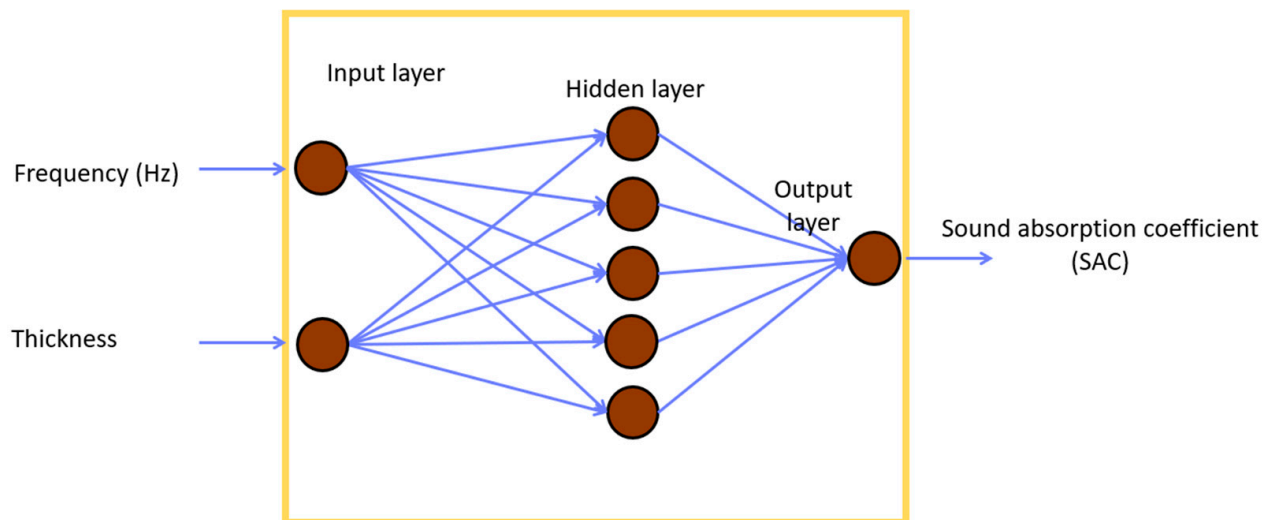 Input layer
Hidden layer
Frequency (Hz)
Output
layer
Sound absorption coefficient
(SAC)
Thickness